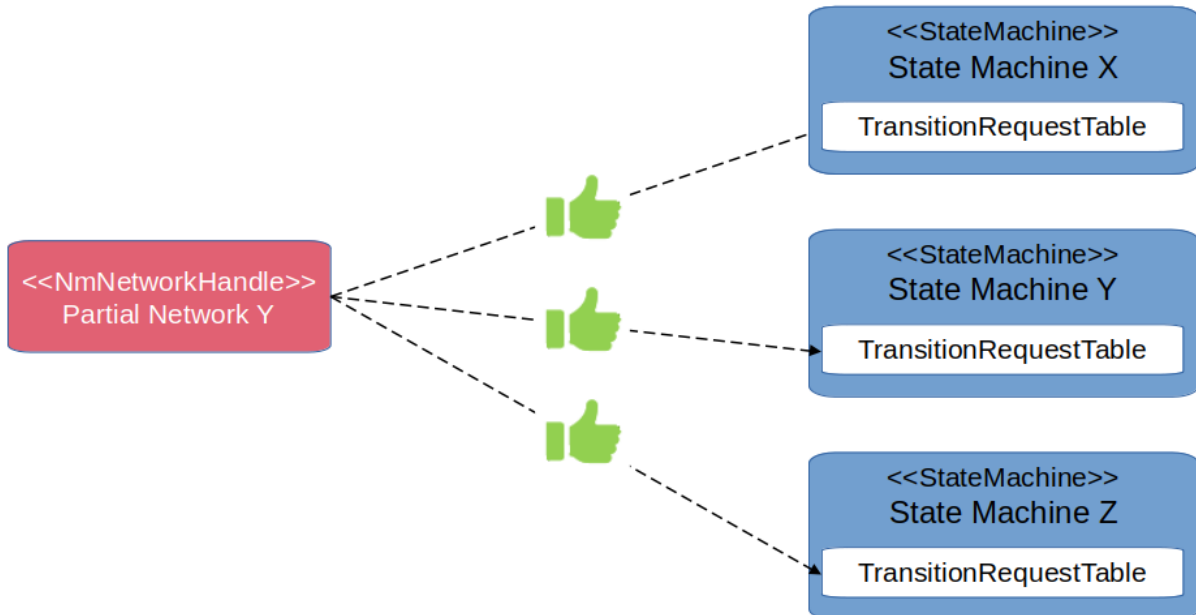 <<StateMachine>>
State Machine X
TransitionRequestTable
<<NmNetworkHandle>>
Partial Network Y
<<StateMachine>>
State Machine Y
TransitionRequestTable
<<StateMachine>>
State Machine Z
TransitionRequestTable